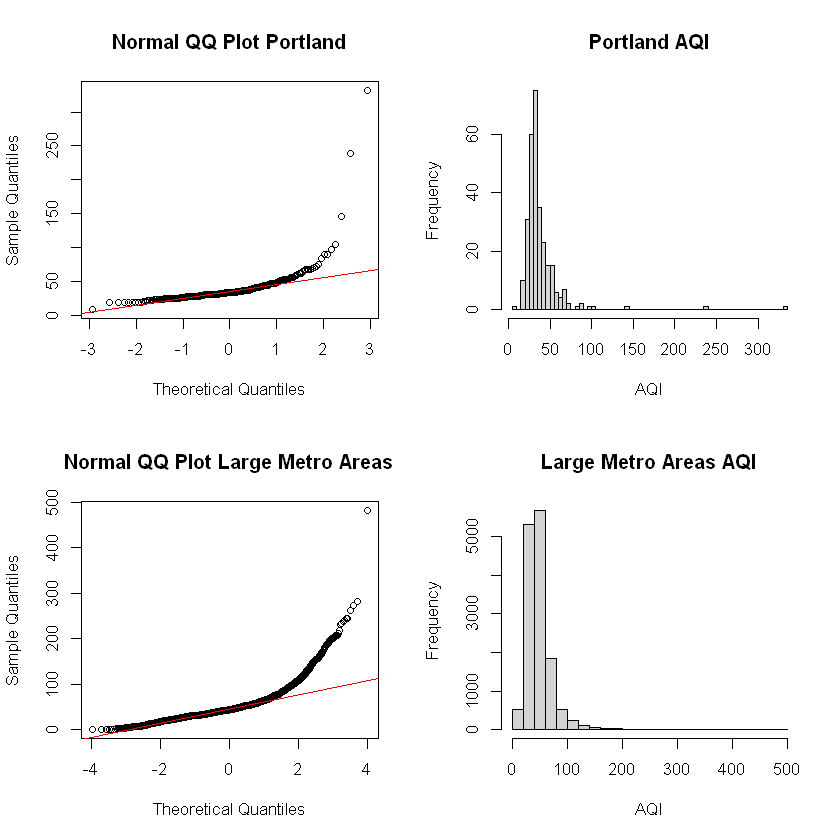 Normal QQ Plot Portland
Sample Quantiles
0 50 150 250
-3 -2 -1 0 1 2 3
Theoretical Quantiles
Portland AQI
Frequency
0 20 40 60
0 50 100 150 200 250 300
AQI
Normal QQ Plot Large Metro Areas
Sample Quantiles
0 100 200 300 400 500
-4 -2 0 2 4
Theoretical Quantiles
Large Metro Areas AQI
Frequency
0 1000 3000 5000
0 100 200 300 400 500
AQI